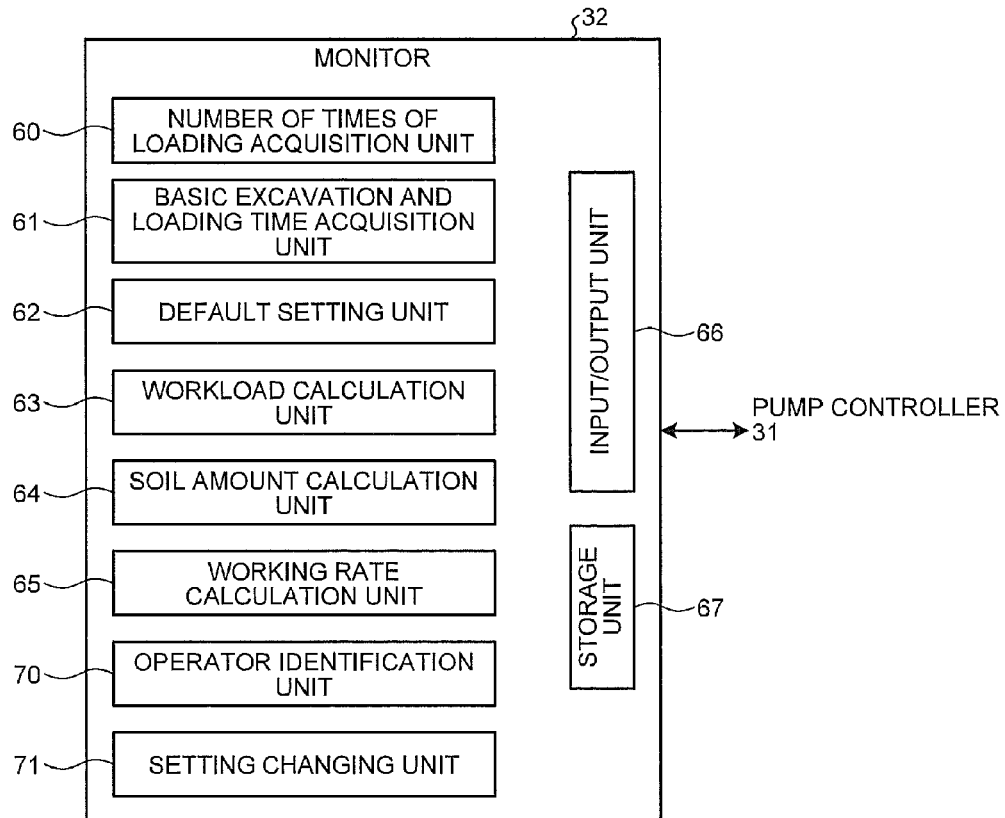 32
MONITOR
60
NUMBER OF TIMES OF
LOADING ACQUISITION UNIT
61
BASIC EXCAVATION AND
LOADING TIME ACQUISITION
UNIT
62
DEFAULT SETTING UNIT
63
WORKLOAD CALCULATION
UNIT
64
SOIL AMOUNT CALCULATION
UNIT
65
WORKING RATE
CALCULATION UNIT
70
OPERATOR IDENTIFICATION
UNIT
71
SETTING CHANGING UNIT
INPUT/OUTPUT UNIT
66
STORAGE
UNIT
67
PUMP CONTROLLER
31